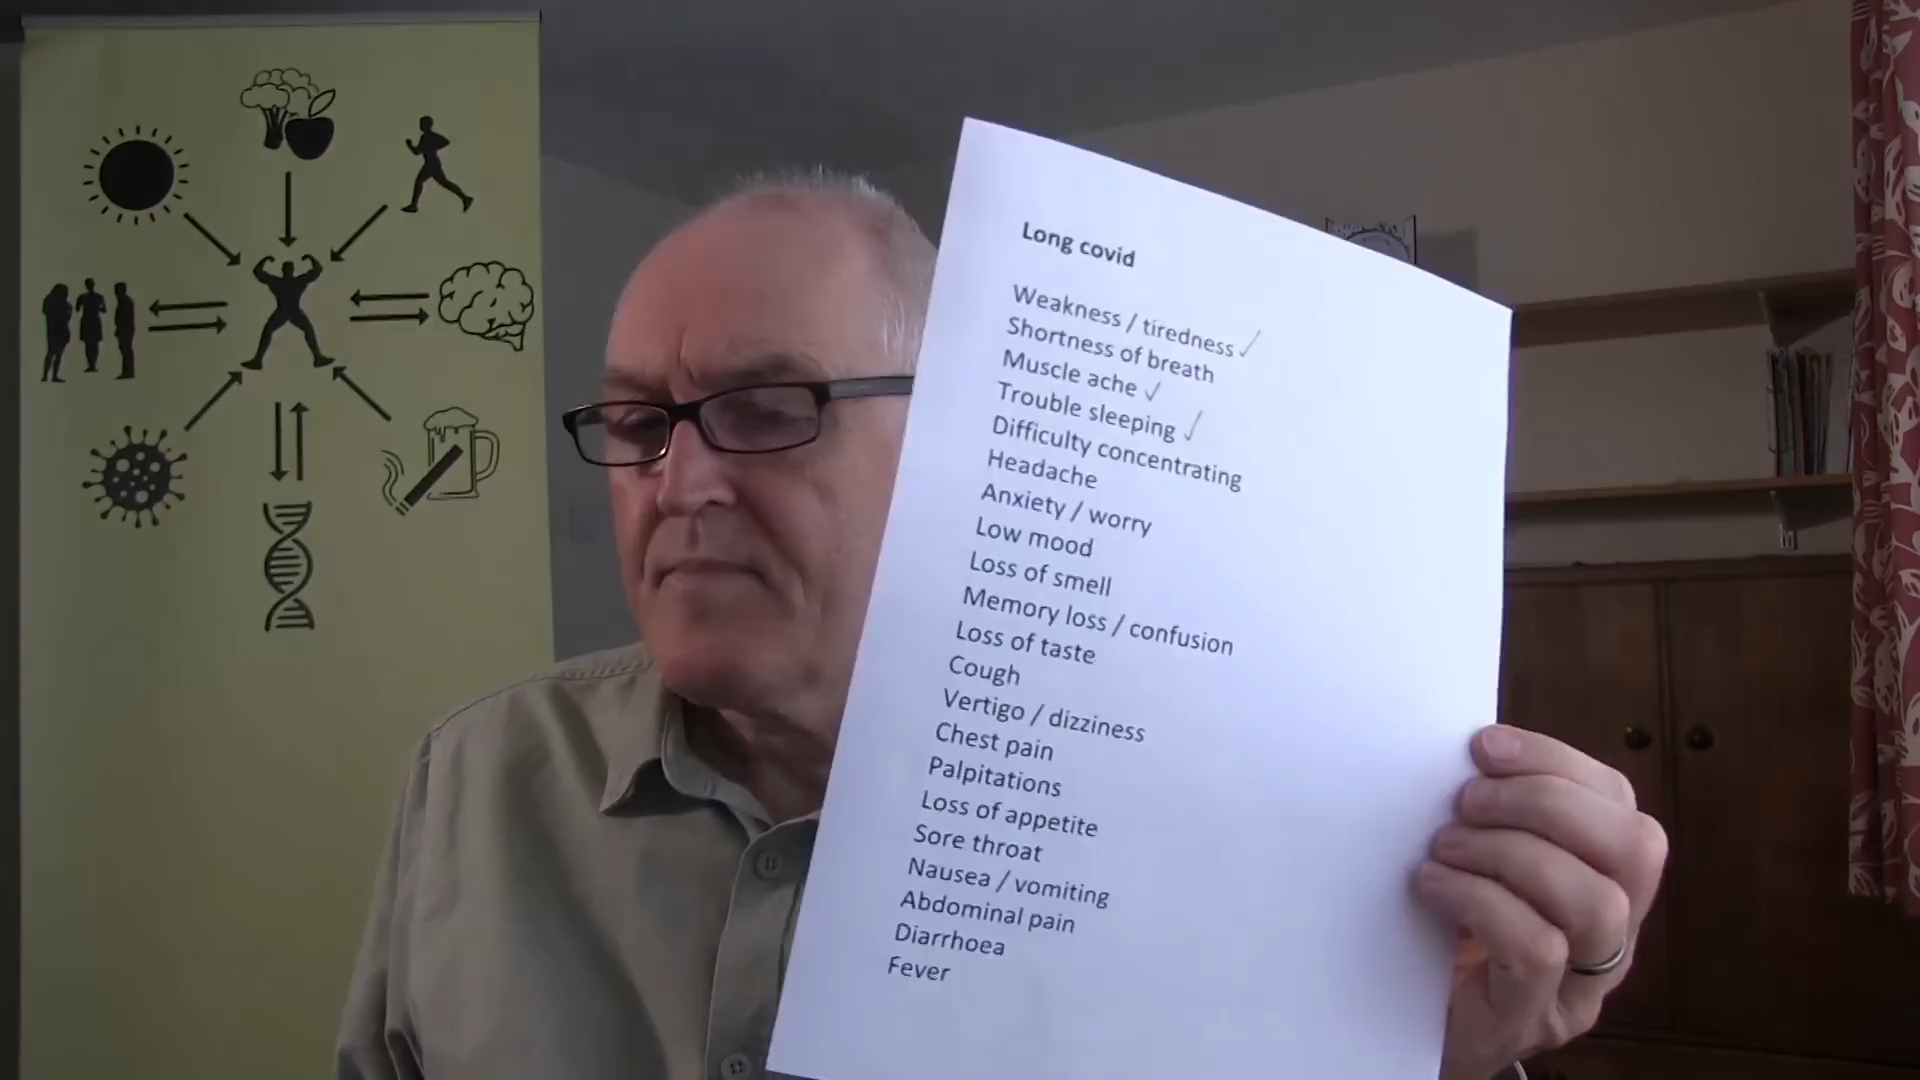 Long covid
Weakness / tiredness ✓
Shortness of breath
Muscle ache ✓
Trouble sleeping ✓
Difficulty concentrating
Headache
Anxiety / worry
Low mood
Loss of smell
Memory loss / confusion
Loss of taste
Cough
Vertigo / dizziness
Chest pain
Palpitations
Loss of appetite
Sore throat
Nausea / vomiting
Abdominal pain
Diarrhoea
Fever